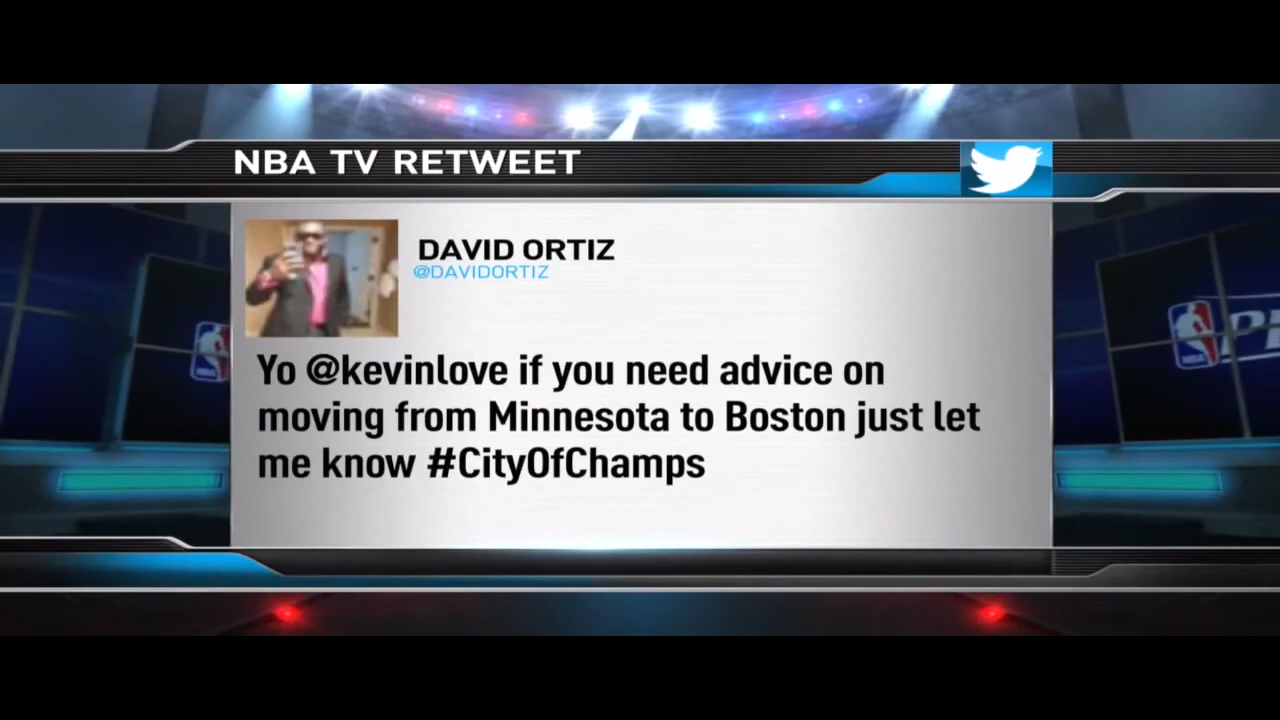 NBA TV RETWEET
DAVID ORTIZ
@DAVIDORTIZ
Yo @kevinlove if you need advice on
moving from Minnesota to Boston just let
me know #CityOfChamps
NBA